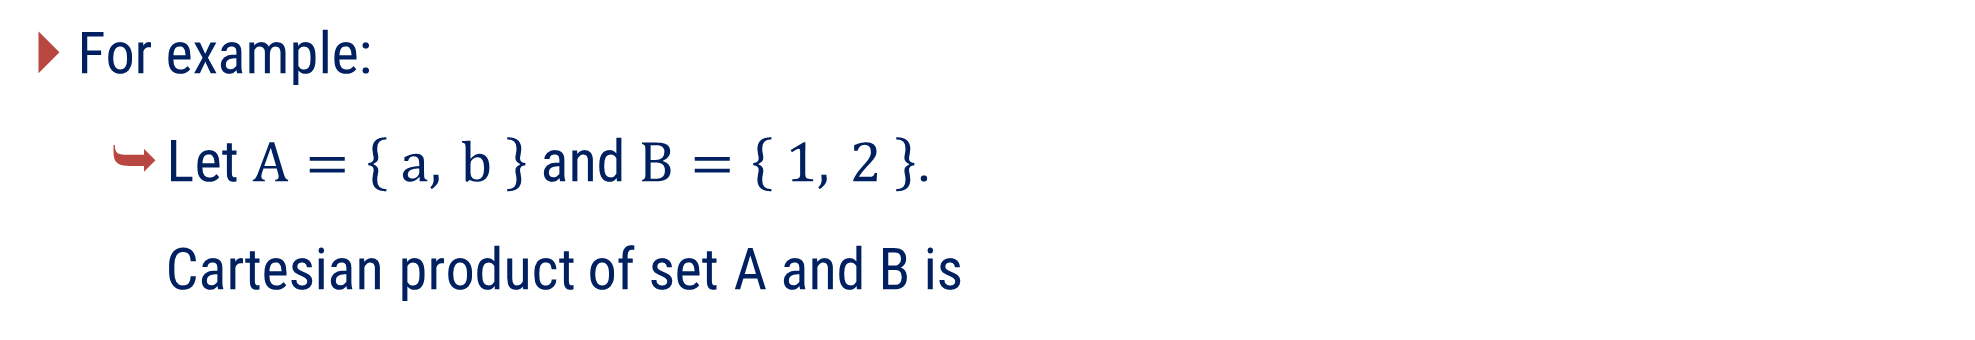 For example:
Let A = { a, b } and B = { 1, 2 }.
Cartesian product of set A and B is